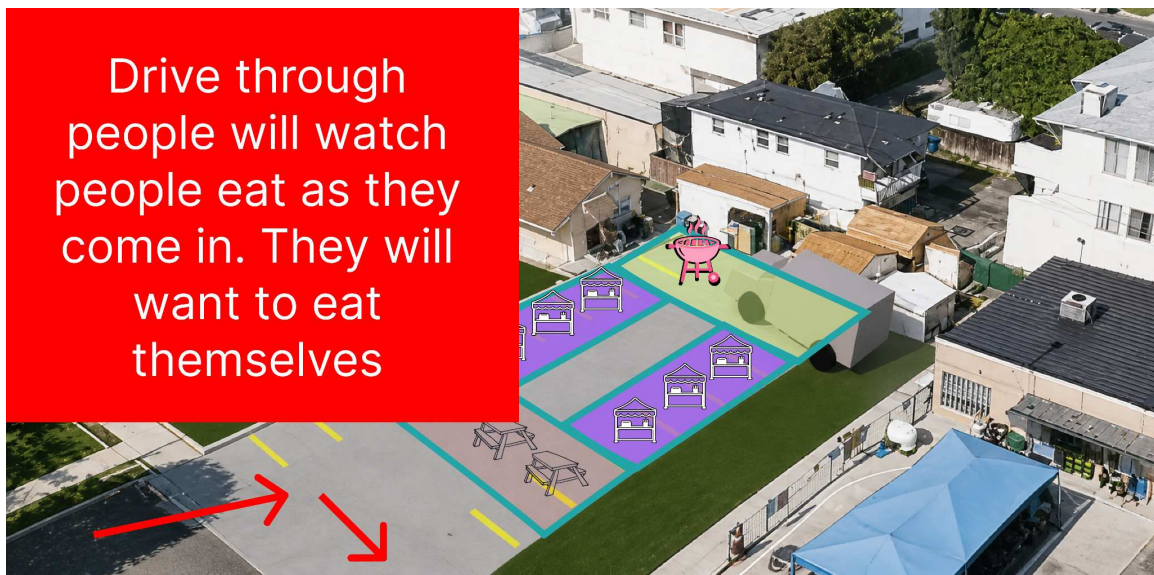 Drive through
people will watch
people eat as they
come in. They will
want to eat
themselves